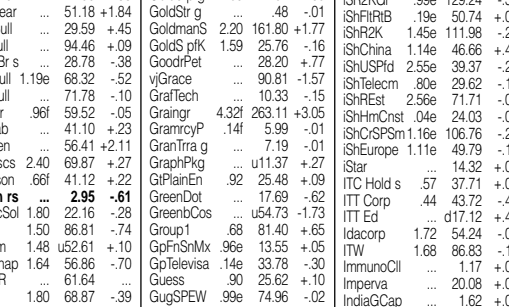 ear ... 51.18 +1.84
ull ... 29.59 +.45
ull ... 94.46 +.09
Br s ... 28.78 -.38
ull 1.19e 68.32 -.52
ull ... 71.78 -.10
r .96f 59.52 -.05
ab ... 41.10 +.23
en ... 56.41 +2.11
scs 2.40 69.87 +.27
son .66f 41.12 +.22
n rs ... 2.95 -.61
cSol 1.80 22.16 -.28
1.50 86.81 -.74
m 1.48 u52.61 +.10
nap 1.64 56.86 -.70
R ... 61.64 ...
1.80 68.87 -.39
GoldStr g ... .48 -.01
GoldmanS 2.20 161.80 +1.77
GoldS pfK 1.59 25.76 -.16
GoodrPet ... 28.20 +.77
vjGrace ... 90.81 -1.57
GrafTech ... 10.33 -.15
Graingr 4.32f 263.11 +3.05
GramrcyP .14f 5.99 -.01
GranTrra g ... 7.19 -.01
GraphPkg ... u11.37 +.27
GtPlainEn .92 25.48 +.09
GreenDot ... 17.69 -.62
GreenbCos ... u54.73 -1.73
Group1 .68 81.40 +.65
GpFnSnMx .96e 13.55 +.05
GpTelevisa .14e 33.78 -.30
Guess .90 25.62 +.10
GugSPEW .99e 74.96 -.02
iSh2KGr .99e 129.24
iShFltRtB .19e 50.74
iShR2K 1.45e 111.98
iShChina 1.14e 46.66
iShUSPfd 2.55e 39.37
iShTelecm .80e 29.62
iShREst 2.56e 71.71
iShHmCnst .04e 24.03
iShCrSPSm 1.16e 106.76
iShEurope 1.11e 49.79
iStar ... 14.32
ITC Hold s .57 37.71
ITT Corp .44 43.72
ITT Ed ... d17.12
Idacorp 1.72 54.24
ITW 1.68 86.83
ImmunoCll ... 1.17
Imperva ... 20.08
IndiaGCap ... 1.62